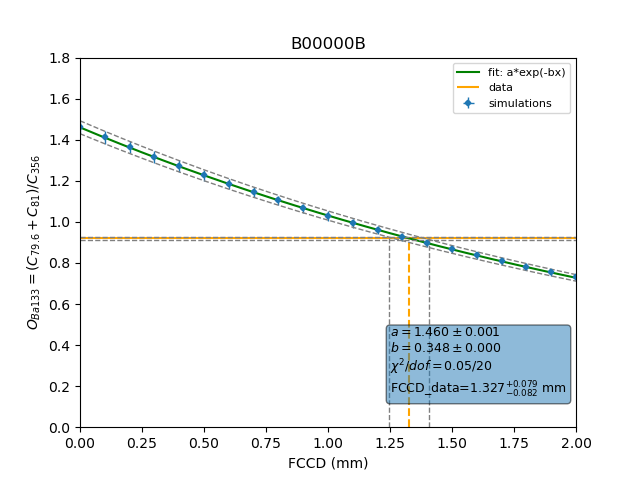 B00000B
O_{Ba133} = (C_{79.6} + C_{81})/C_{356}
1.8
1.6
1.4
1.2
1.0
0.8
0.6
0.4
0.2
0.0
fit: a*exp(-bx)
data
simulations
a = 1.460 ± 0.001
b = 0.348 ± 0.000
χ²/dof = 0.05/20
FCCD_data=1.327^{+0.079}_{−0.082} mm
0.00 0.25 0.50 0.75 1.00 1.25 1.50 1.75 2.00
FCCD (mm)